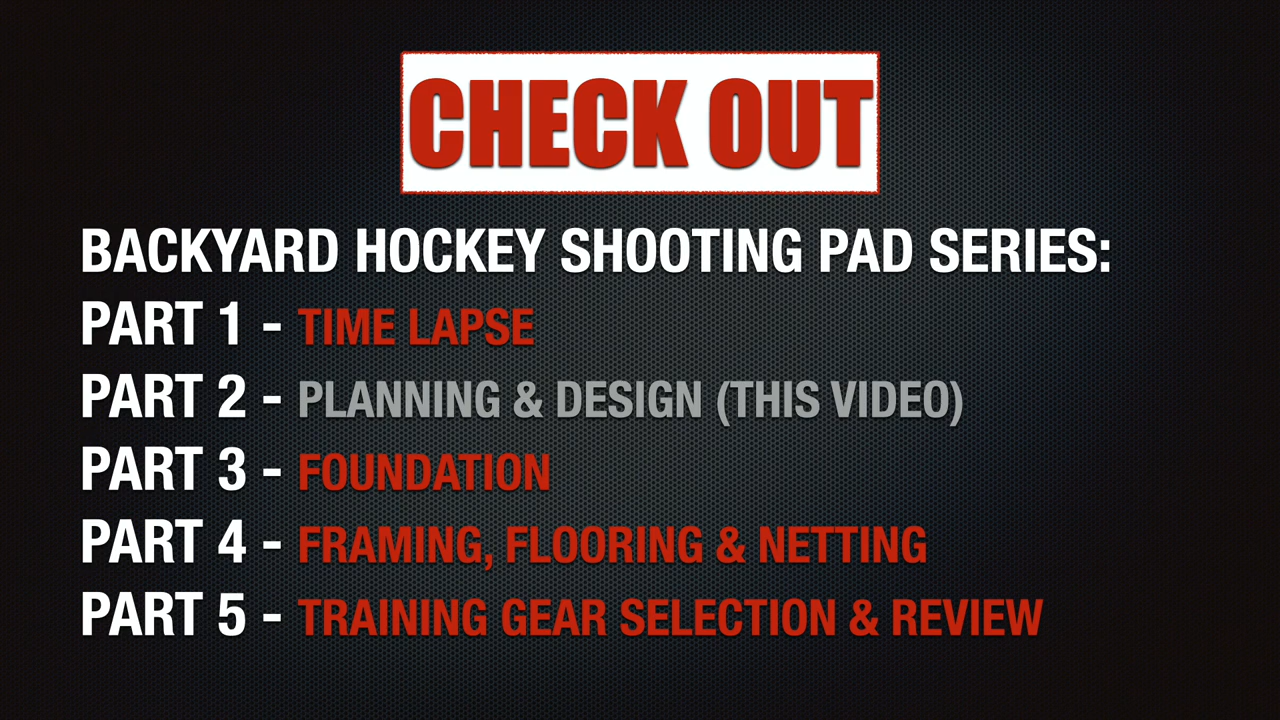 CHECK OUT
BACKYARD HOCKEY SHOOTING PAD SERIES:
PART 1 - TIME LAPSE
PART 2 - PLANNING & DESIGN (THIS VIDEO)
PART 3 - FOUNDATION
PART 4 - FRAMING, FLOORING & NETTING
PART 5 - TRAINING GEAR SELECTION & REVIEW